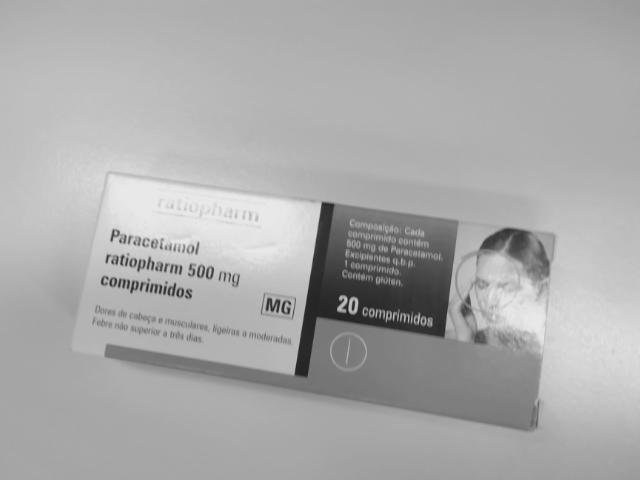 ratiopharm
Paracetamol
ratiopharm 500 mg
comprimidos
MG
Dores de cabeça e musculares, ligeiras a moderadas.
Febre não superior a três dias.
Composição: Cada
comprimido contém
500 mg de Paracetamol.
Excipientes q.b.p.
1 comprimido.
Contém glúten.
20 comprimidos